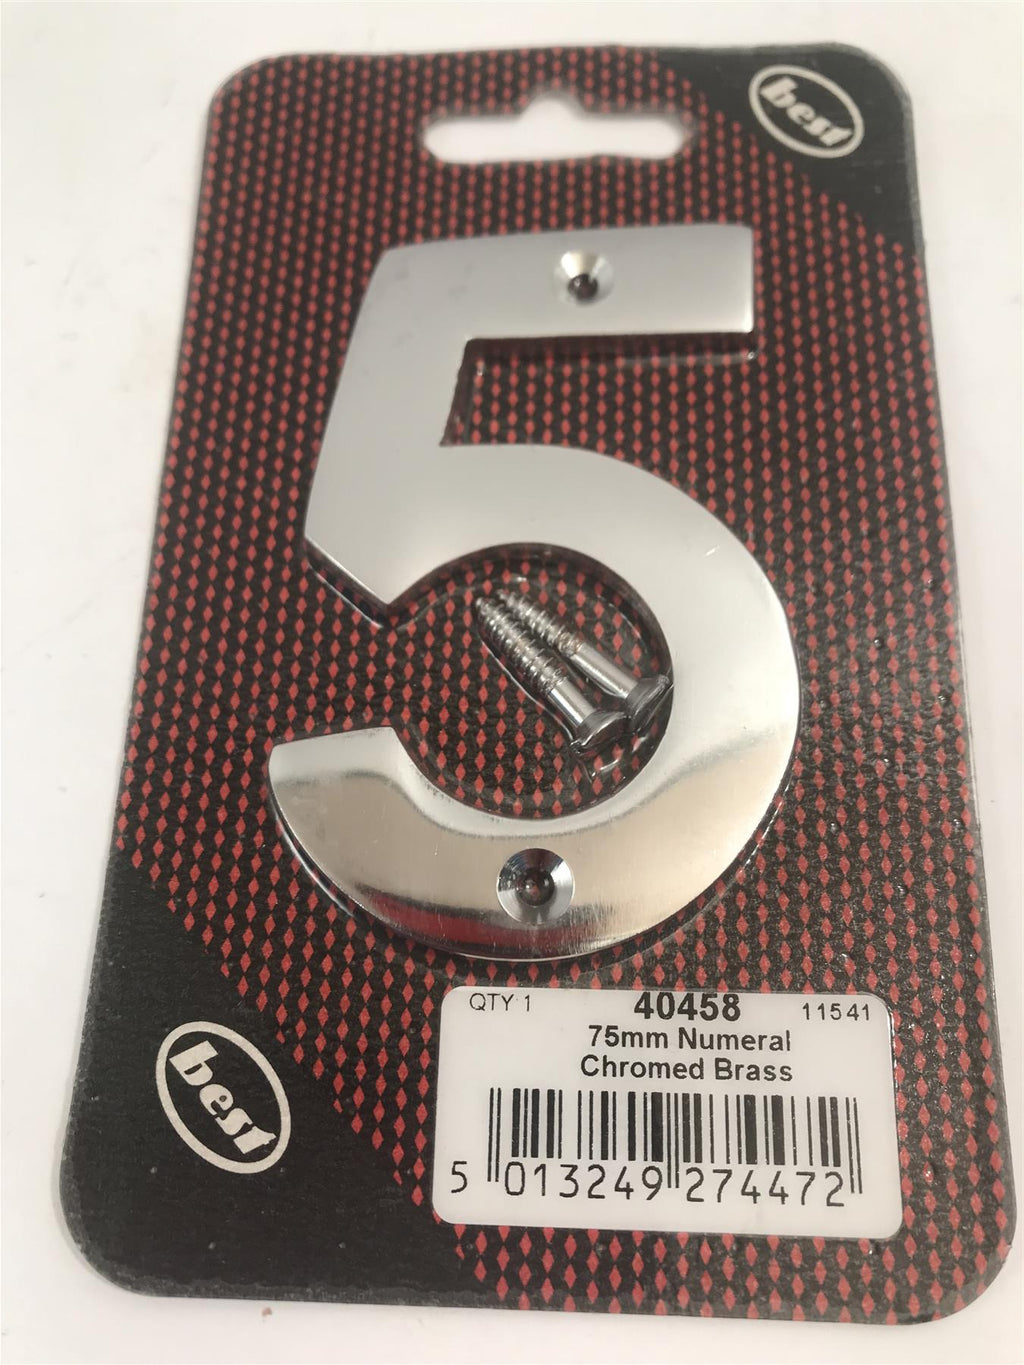 best
5
QTY 1 40458 11541
75mm Numeral
Chromed Brass
5 013249 274472
best